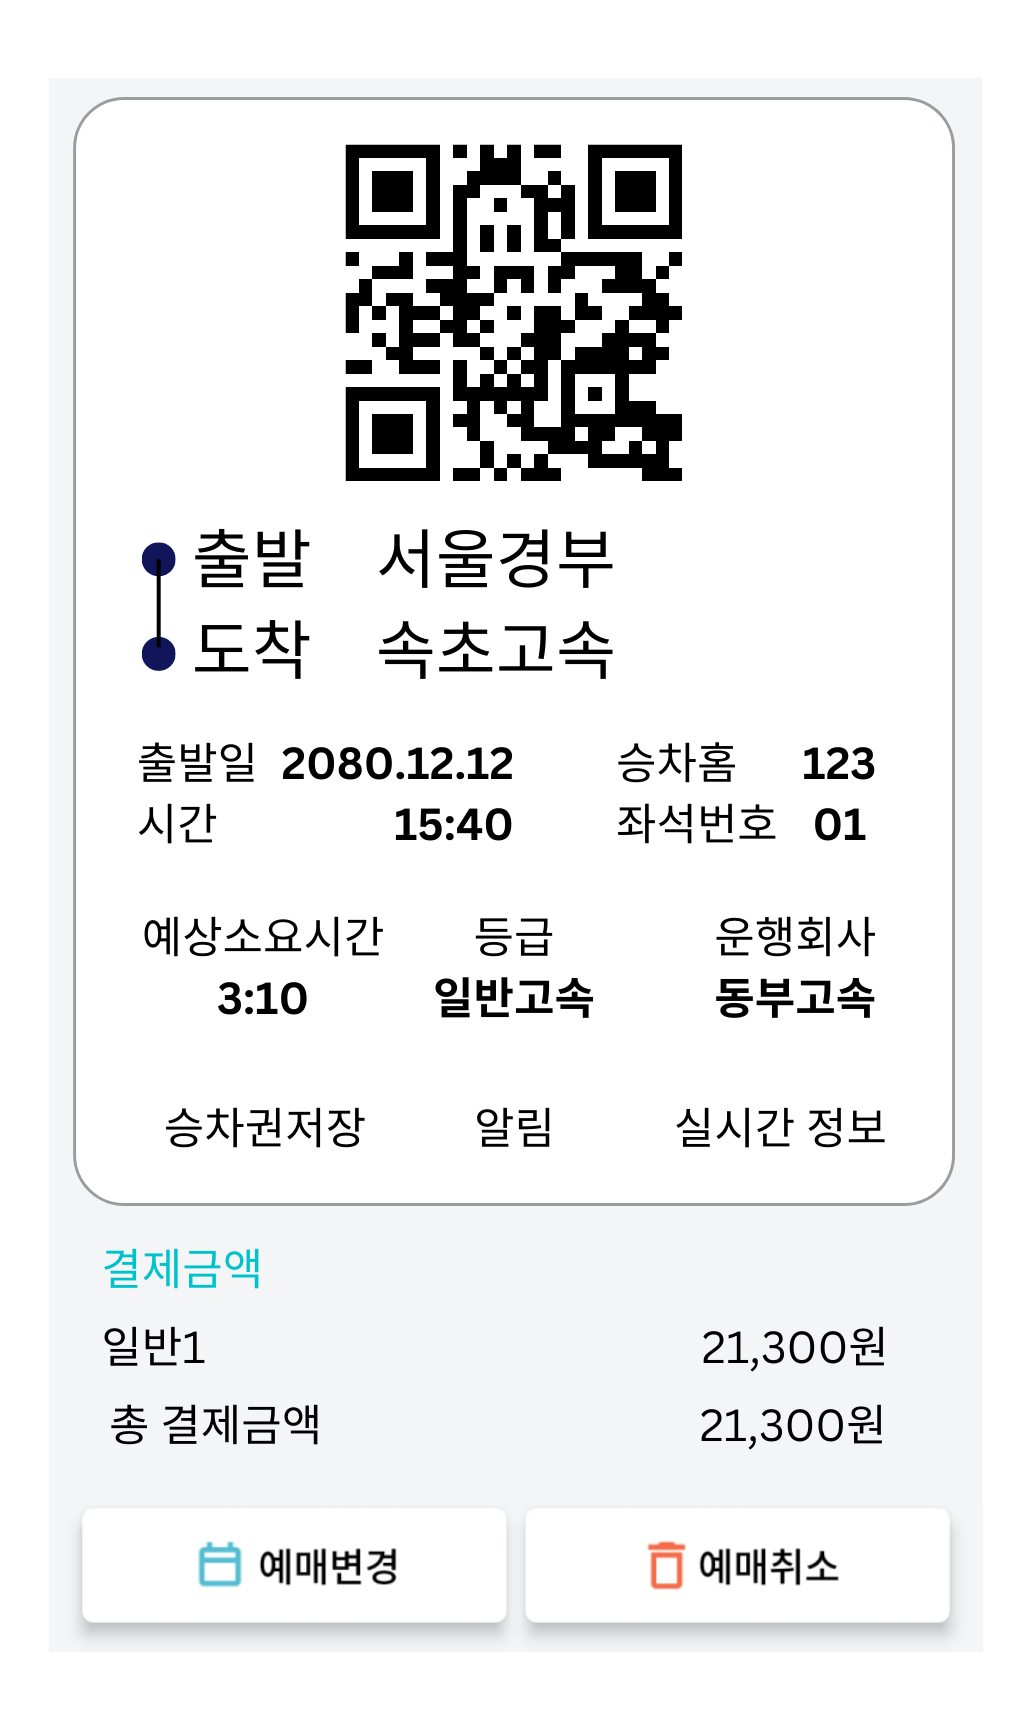 출발 서울경부
도착 속초고속
출발일 2080.12.12 승차홈 123
시간 15:40 좌석번호 01
예상소요시간 등급 운행회사
3:10 일반고속 동부고속
승차권저장 알림 실시간 정보
결제금액
일반1 21,300원
총 결제금액 21,300원
예매변경 예매취소